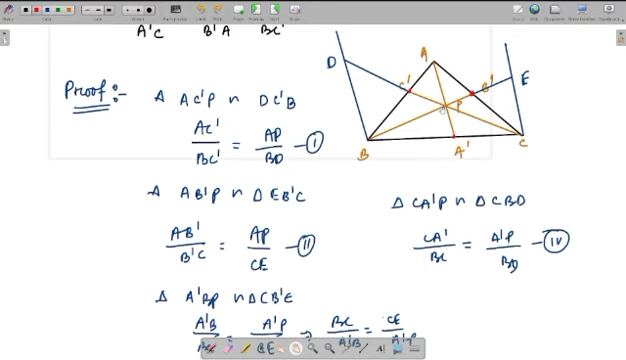 A'C B'A BC'
Proof :-
Δ AC'P ~ DC'B
AC' / BC' = AP / BD — I
Δ AB'P ~ Δ EB'C
AB' / B'C = AP / CE — II
Δ A'BP ~ Δ CB'E
A'B = A'P → BC / A'B = CE / A'P
CE
D
A
C'
B'
E
P
B
A'
C
Δ CA'P ~ Δ CBD
CA' / BC = A'P / BD — IV